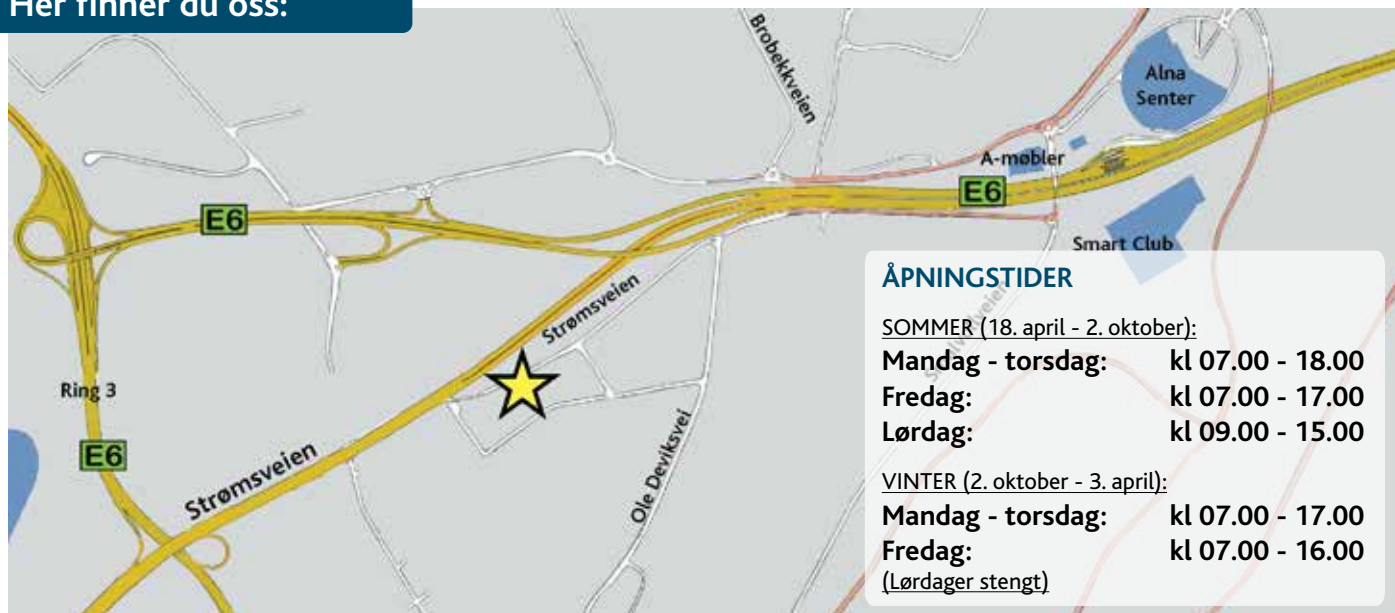 Her finner du oss:
Brobekkveien
Alna
Senter
A-møbler
E6
E6
Smart Club
Strømsveien
Ring 3
E6
Strømsveien
Ole Deviksvei
ÅPNINGSTIDER
SOMMER (18. april - 2. oktober):
Mandag - torsdag: kl 07.00 - 18.00
Fredag: kl 07.00 - 17.00
Lørdag: kl 09.00 - 15.00
VINTER (2. oktober - 3. april):
Mandag - torsdag: kl 07.00 - 17.00
Fredag: kl 07.00 - 16.00
(Lørdager stengt)